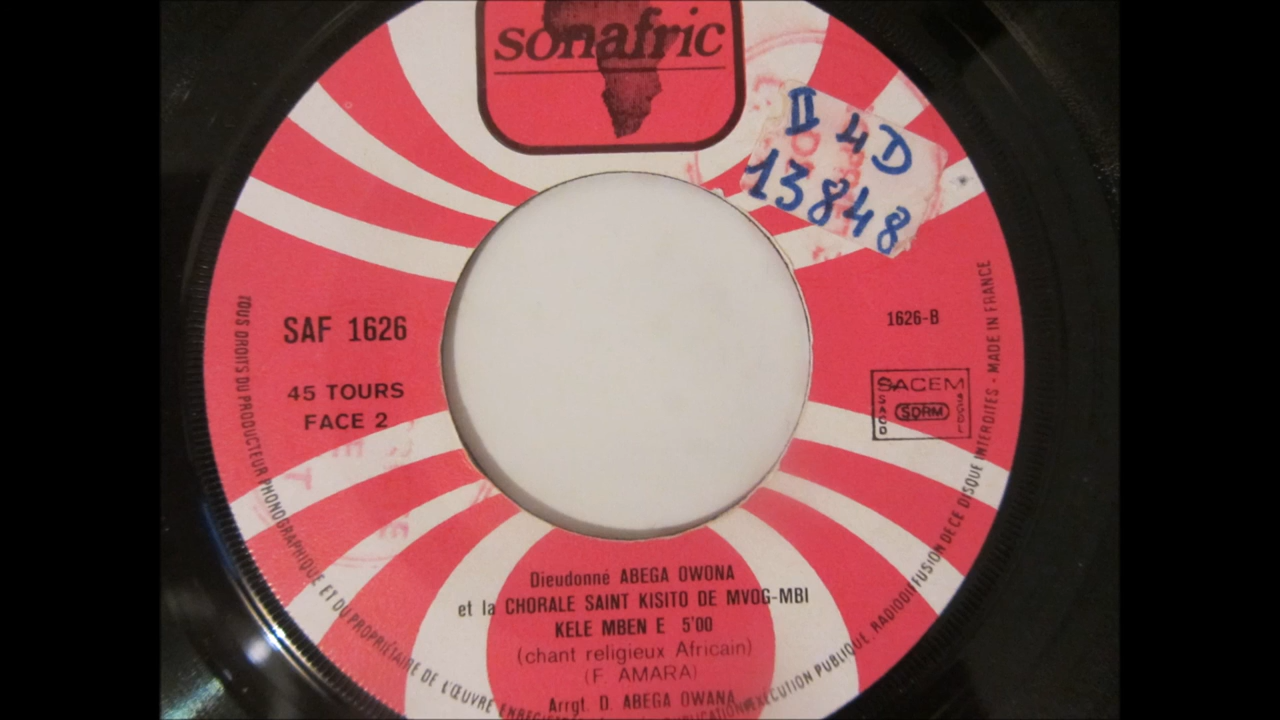 sonafric
II 4D
13848
SAF 1626
45 TOURS
FACE 2
1626-B
SACEM
SACD
SDRM
SGDL
Dieudonné ABEGA OWONA
et la CHORALE SAINT KISITO DE MVOG-MBI
KELE MBEN E 5'00
(chant religieux Africain)
(F. AMARA)
Arrgt. D. ABEGA OWANA
TOUS DROITS DU PRODUCTEUR PHONOGRAPHIQUE ET DU PROPRIÉTAIRE DE L'ŒUVRE EXÉCUTION PUBLIQUE, RADIODIFFUSION DE CE DISQUE INTERDITES - MADE IN FRANCE